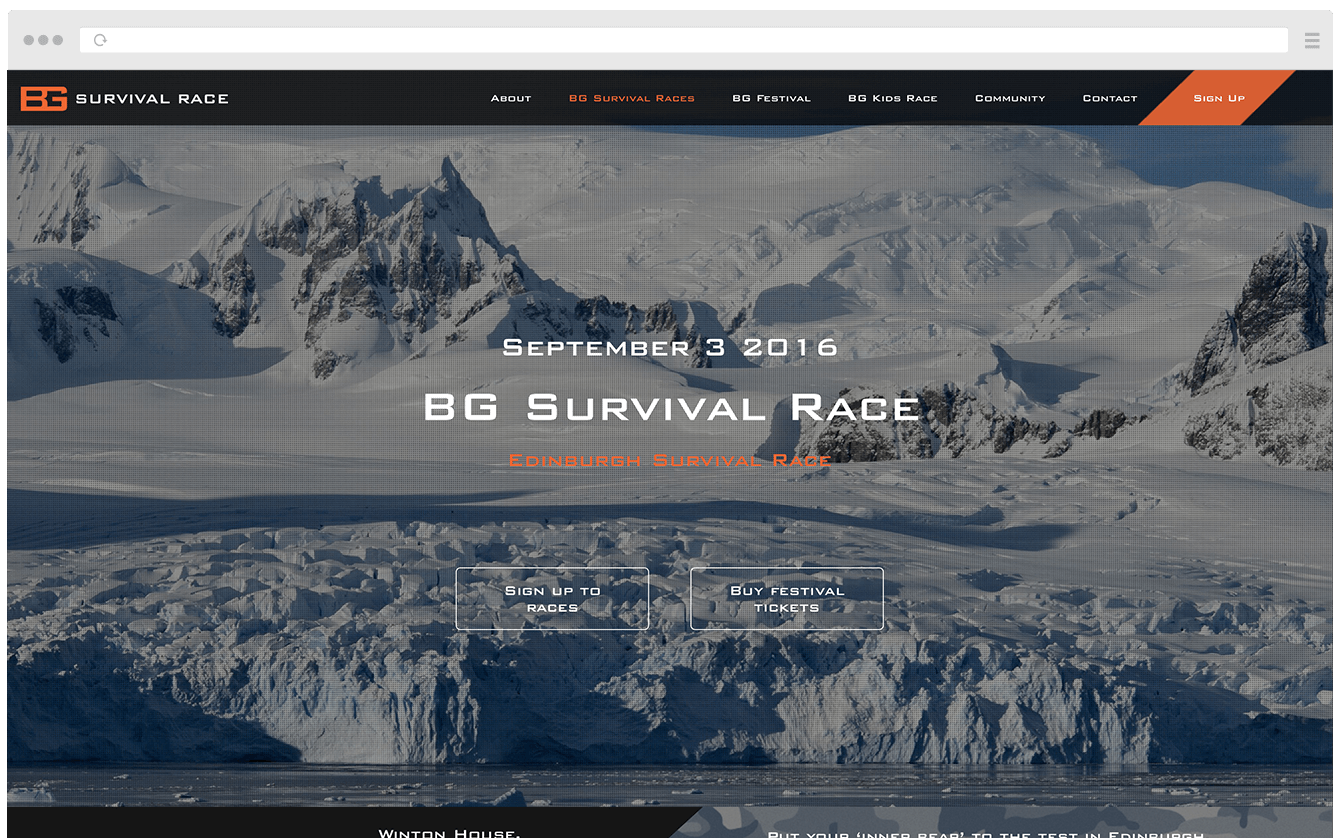 BG SURVIVAL RACE
About BG Survival Races BG Festival BG Kids Race Community Contact Sign Up
September 3 2016
BG Survival Race
Edinburgh Survival Race
Sign up to
races
Buy festival
tickets
Winton House,
Put your 'inner bear' to the test in Edinburgh